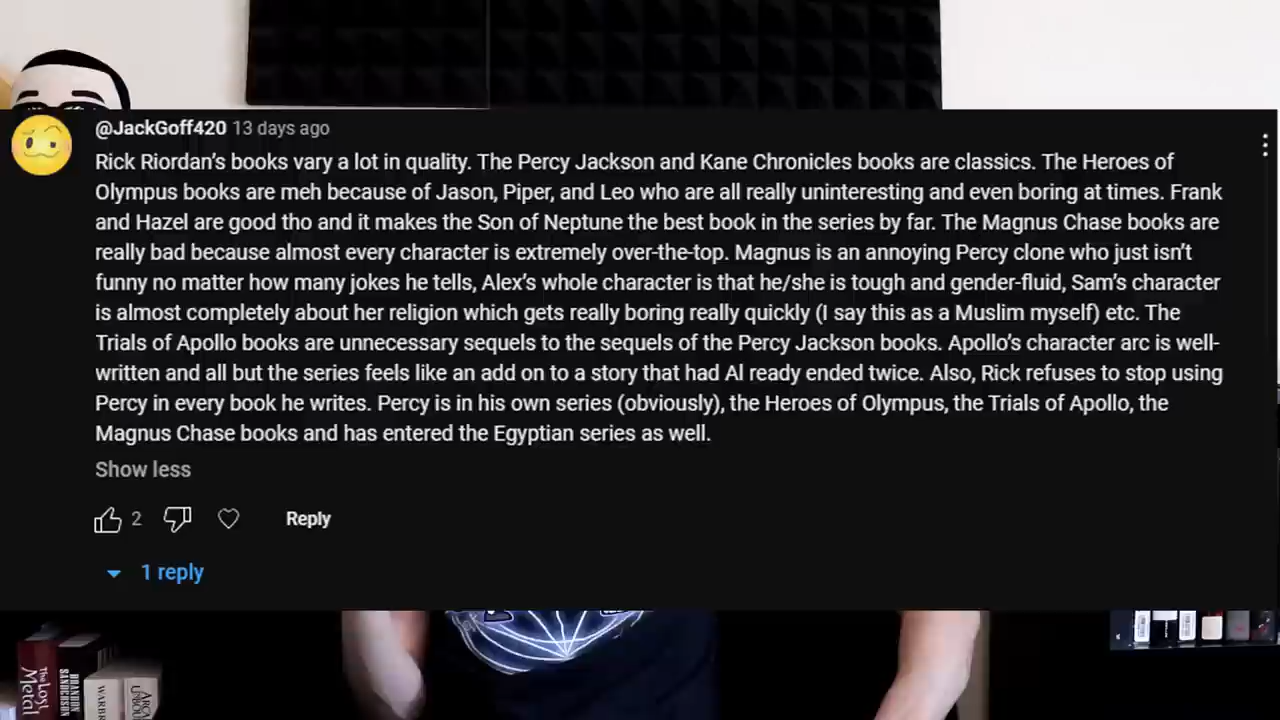 @JackGoff420 13 days ago
Rick Riordan's books vary a lot in quality. The Percy Jackson and Kane Chronicles books are classics. The Heroes of
Olympus books are meh because of Jason, Piper, and Leo who are all really uninteresting and even boring at times. Frank
and Hazel are good tho and it makes the Son of Neptune the best book in the series by far. The Magnus Chase books are
really bad because almost every character is extremely over-the-top. Magnus is an annoying Percy clone who just isn't
funny no matter how many jokes he tells, Alex's whole character is that he/she is tough and gender-fluid, Sam's character
is almost completely about her religion which gets really boring really quickly (I say this as a Muslim myself) etc. The
Trials of Apollo books are unnecessary sequels to the sequels of the Percy Jackson books. Apollo's character arc is well-
written and all but the series feels like an add on to a story that had Al ready ended twice. Also, Rick refuses to stop using
Percy in every book he writes. Percy is in his own series (obviously), the Heroes of Olympus, the Trials of Apollo, the
Magnus Chase books and has entered the Egyptian series as well.
Show less
2
Reply
1 reply
The Lost
Metal
BRANDON
SANDERSON
WARBR
ARCA
UNBOU